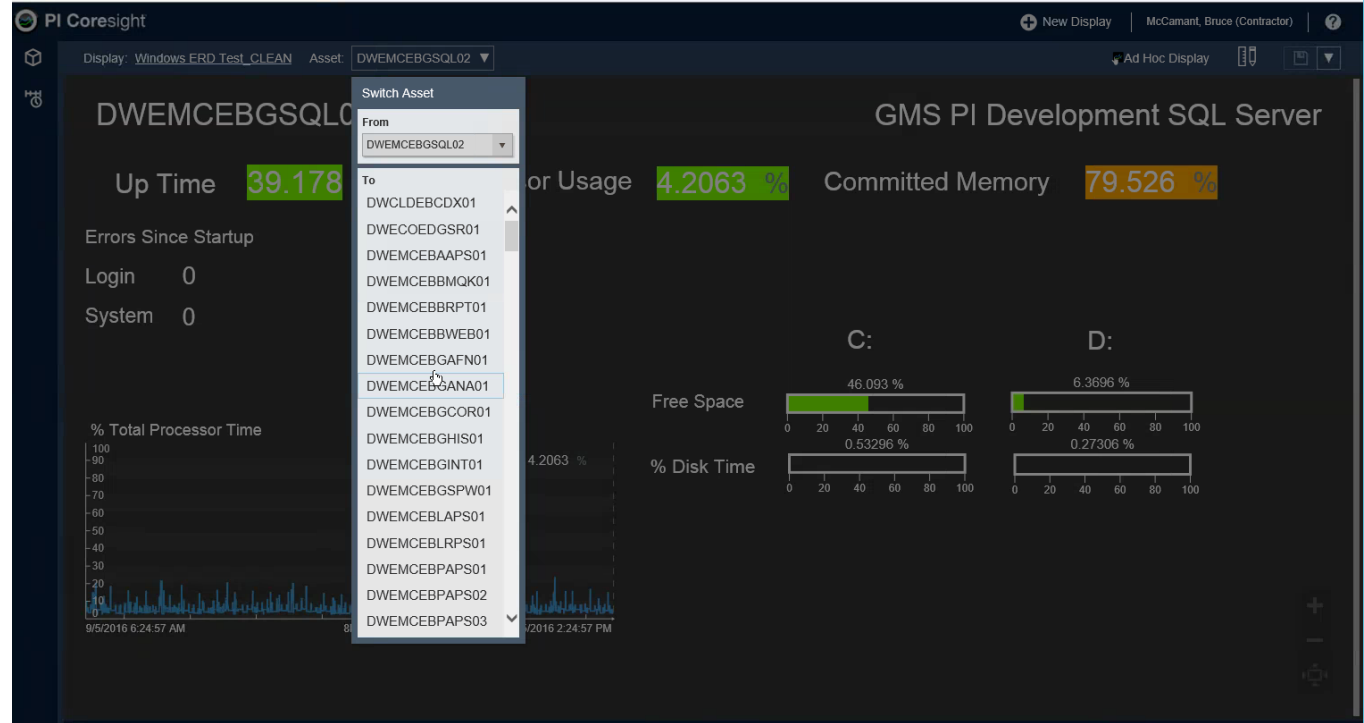 PI Coresight
New Display
McCamant, Bruce (Contractor)
?
Display: Windows ERD Test_CLEAN Asset: DWEMCEBGSQL02
Ad Hoc Display
Switch Asset
From
DWEMCEBGSQL02
To
DWCLDEBCDX01
DWECOEDGSR01
DWEMCEBAAPS01
DWEMCEBBMQK01
DWEMCEBBRPT01
DWEMCEBBWEB01
DWEMCEBGAFN01
DWEMCEBGANA01
DWEMCEBGCOR01
DWEMCEBGHIS01
DWEMCEBGINT01
DWEMCEBGSPW01
DWEMCEBLAPS01
DWEMCEBLRPS01
DWEMCEBPAPS01
DWEMCEBPAPS02
DWEMCEBPAPS03
DWEMCEBGSQL0
GMS PI Development SQL Server
Up Time 39.178
or Usage 4.2063 %
Committed Memory 79.526 %
Errors Since Startup
Login 0
System 0
C: D:
Free Space
46.093 %
0 20 40 60 80 100
6.3696 %
0 20 40 60 80 100
% Disk Time
0.53296 %
0 20 40 60 80 100
0.27306 %
0 20 40 60 80 100
% Total Processor Time
4.2063 %
100
90
80
70
60
50
40
30
20
10
0
9/5/2016 6:24:57 AM
/2016 2:24:57 PM